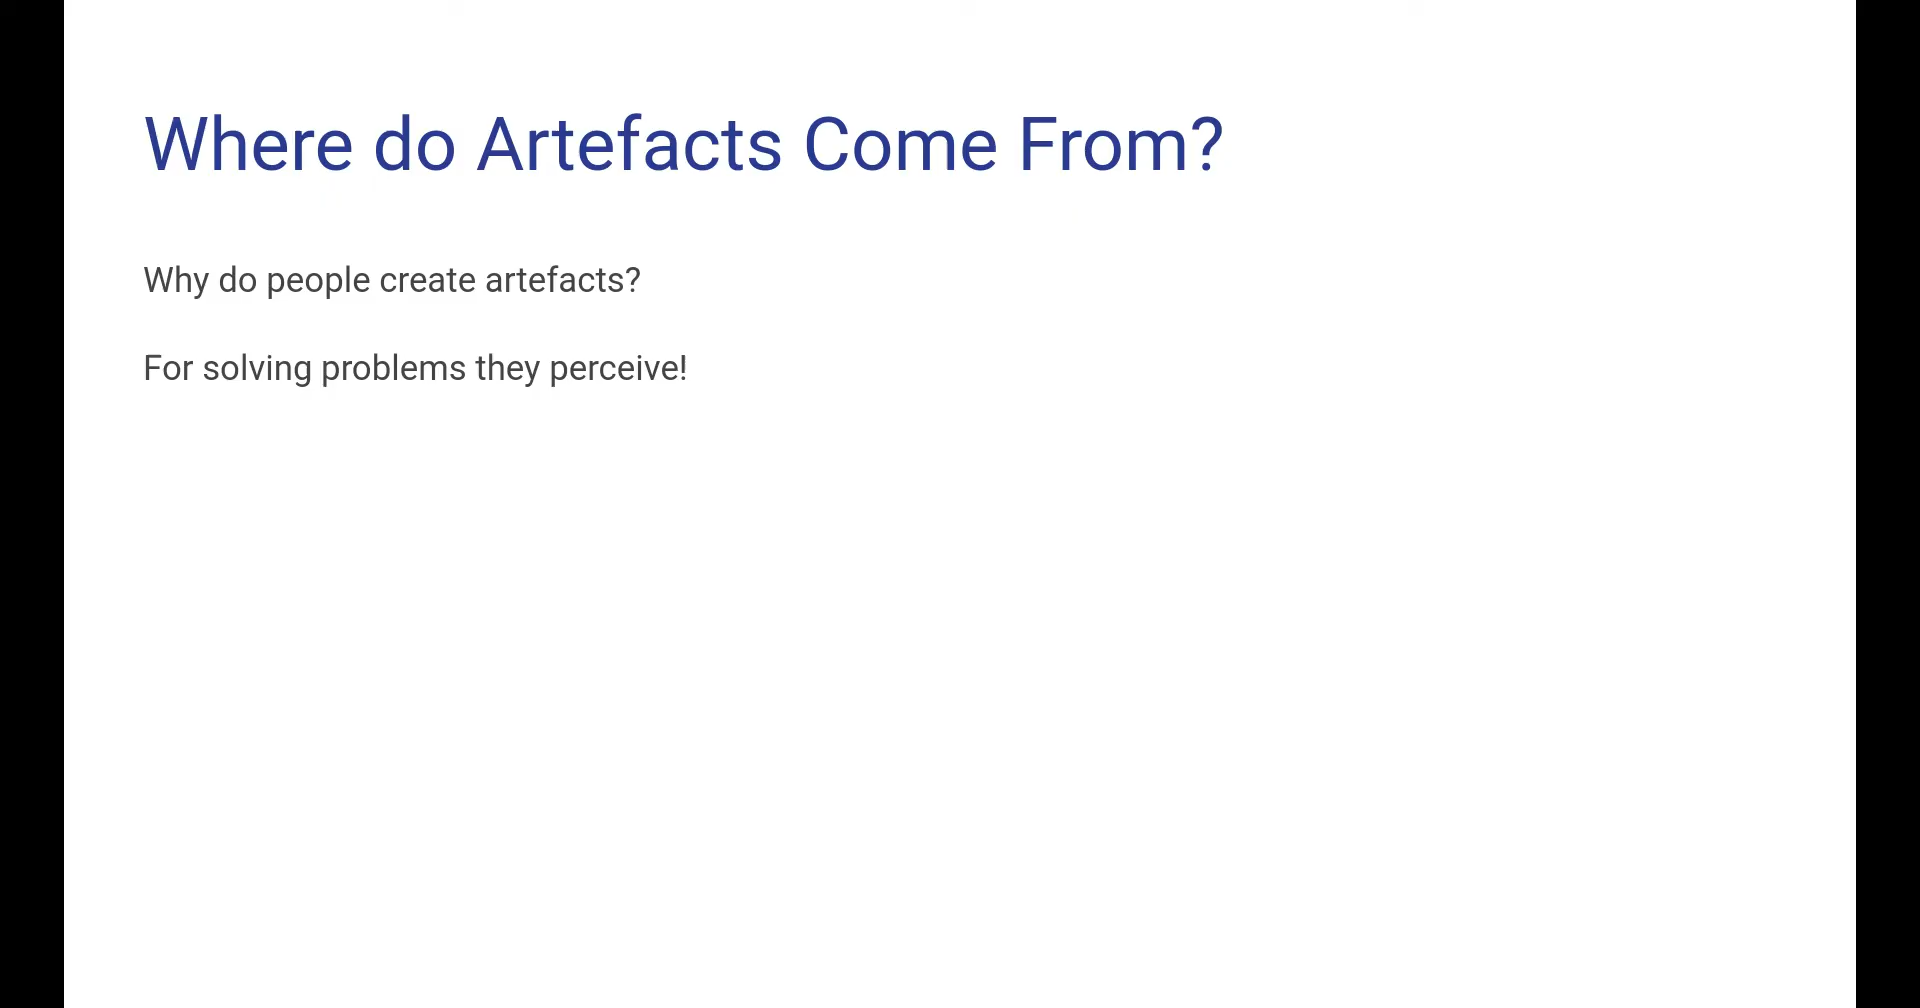 Where do Artefacts Come From?
Why do people create artefacts?
For solving problems they perceive!